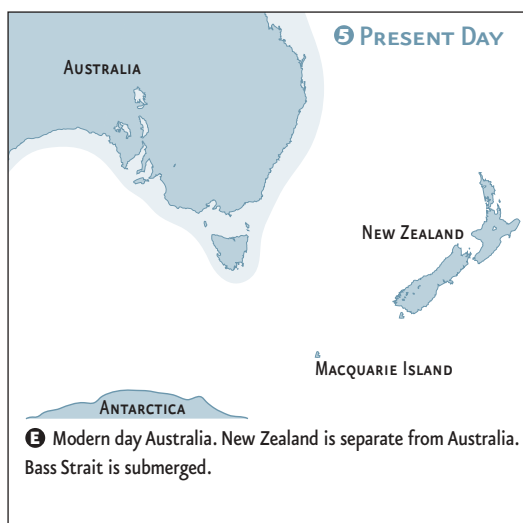 ❺ PRESENT DAY
AUSTRALIA
NEW ZEALAND
MACQUARIE ISLAND
ANTARCTICA
Ⓔ Modern day Australia. New Zealand is separate from Australia.
Bass Strait is submerged.